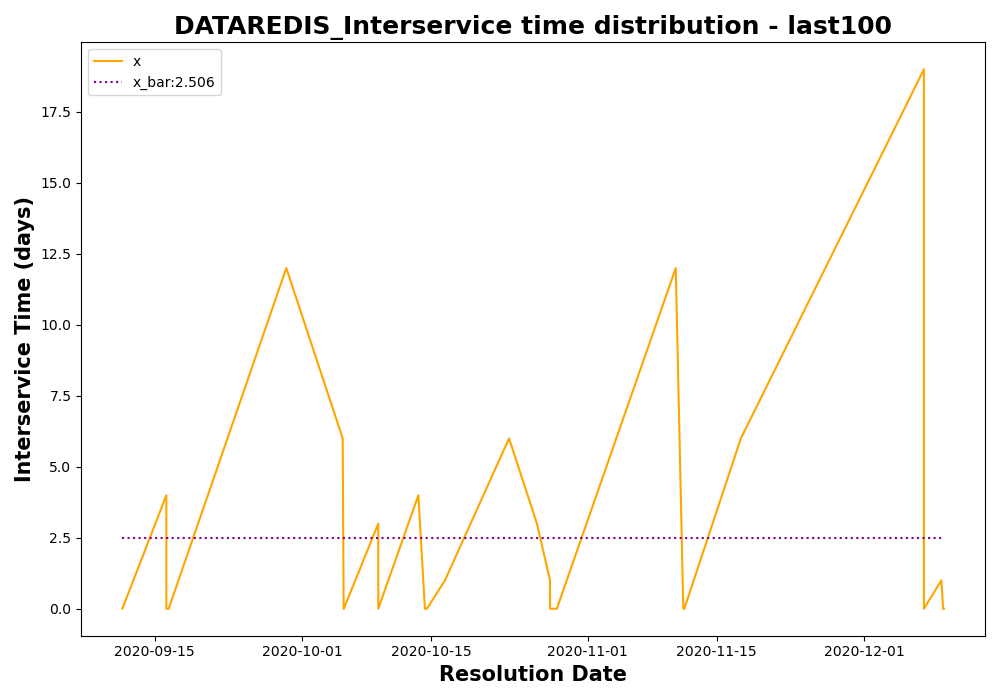 DATAREDIS_Interservice time distribution - last100
x
x_bar:2.506
Interservice Time (days)
17.5
15.0
12.5
10.0
7.5
5.0
2.5
0.0
2020-09-15
2020-10-01
2020-10-15
2020-11-01
2020-11-15
2020-12-01
Resolution Date